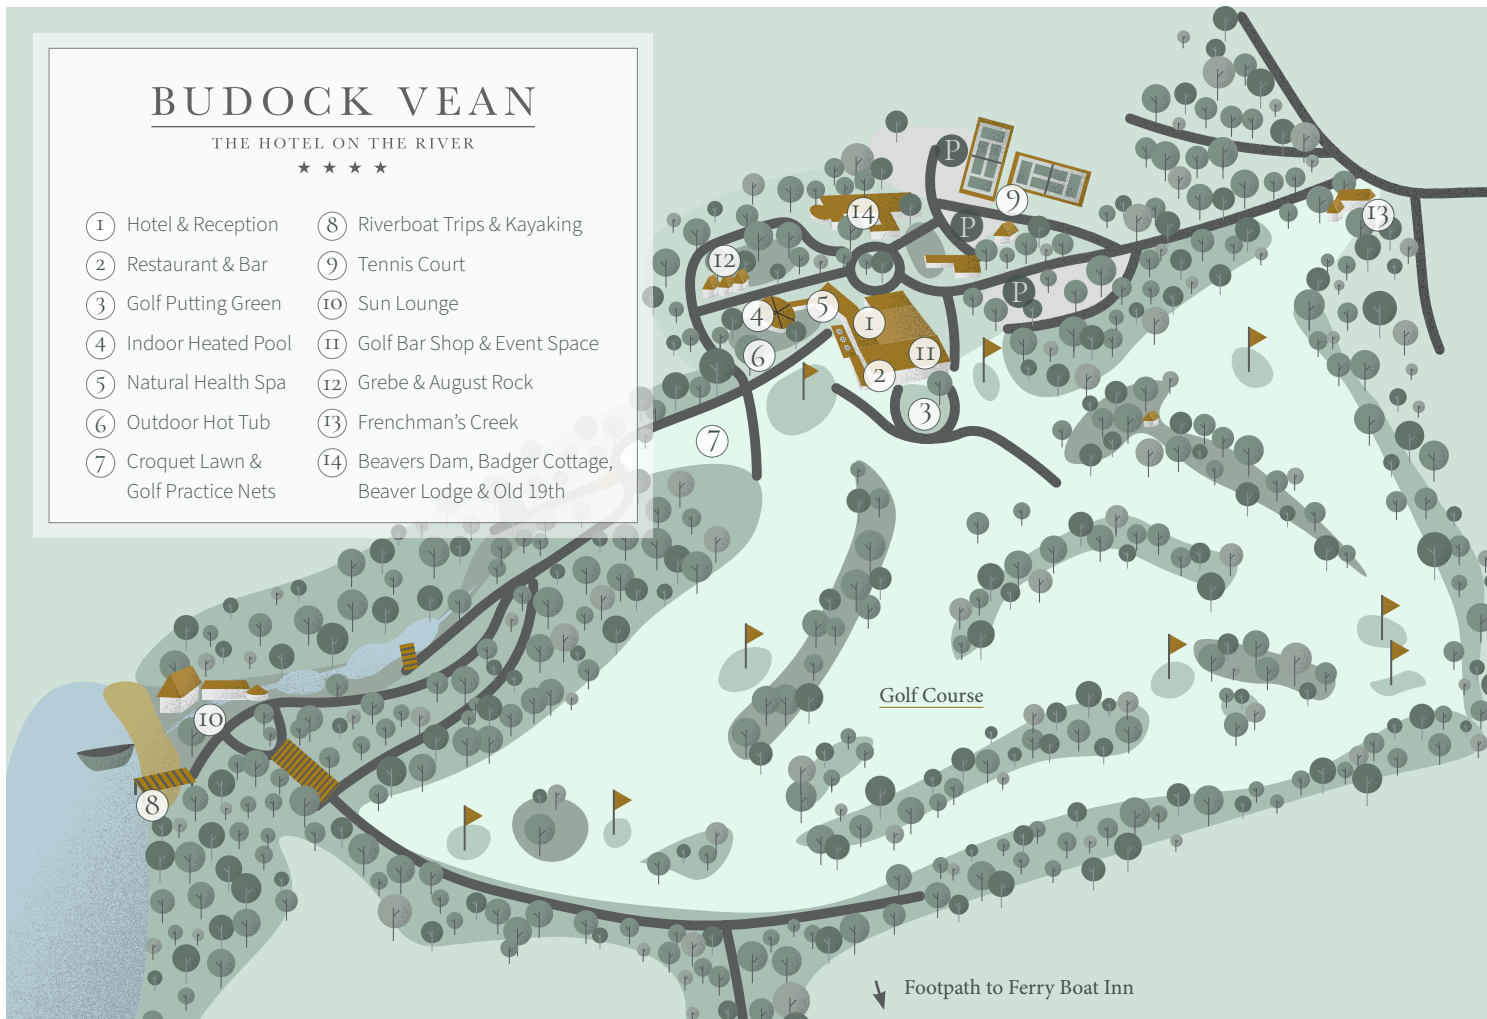 BUDOCK VEAN
THE HOTEL ON THE RIVER
1 Hotel & Reception
2 Restaurant & Bar
3 Golf Putting Green
4 Indoor Heated Pool
5 Natural Health Spa
6 Outdoor Hot Tub
7 Croquet Lawn &
Golf Practice Nets
8 Riverboat Trips & Kayaking
9 Tennis Court
10 Sun Lounge
11 Golf Bar Shop & Event Space
12 Grebe & August Rock
13 Frenchman's Creek
14 Beavers Dam, Badger Cottage,
Beaver Lodge & Old 19th
P
9
14
13
P
12
P
5
4
1
6
11
2
3
7
Golf Course
10
8
Footpath to Ferry Boat Inn